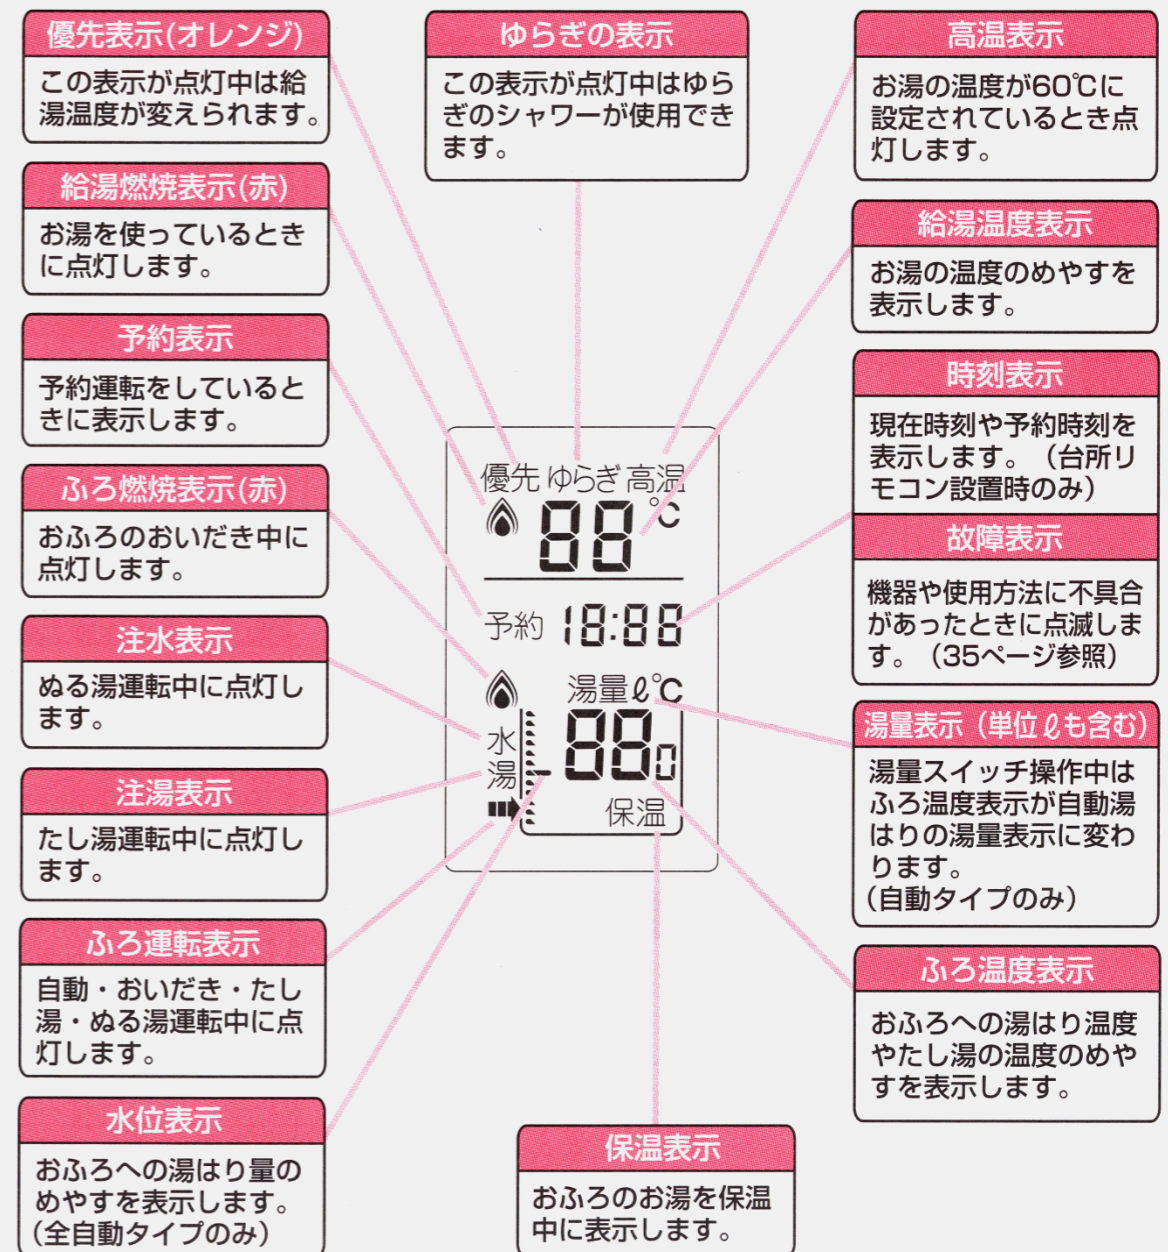 優先表示(オレンジ)
この表示が点灯中は給
湯温度が変えられます。
給湯燃焼表示(赤)
お湯を使っているとき
に点灯します。
予約表示
予約運転をしていると
きに表示します。
ふろ燃焼表示(赤)
おふろのおいだき中に
点灯します。
注水表示
ぬる湯運転中に点灯し
ます。
注湯表示
たし湯運転中に点灯し
ます。
ふろ運転表示
自動・おいだき・たし
湯・ぬる湯運転中に点
灯します。
水位表示
おふろへの湯はり量の
めやすを表示します。
(全自動タイプのみ)
ゆらぎの表示
この表示が点灯中はゆら
ぎのシャワーが使用でき
ます。
優先 ゆらぎ 高温
88℃
予約 18:88
湯量ℓ℃
水
湯
880
保温
保温表示
おふろのお湯を保温
中に表示します。
高温表示
お湯の温度が60℃に
設定されているとき点
灯します。
給湯温度表示
お湯の温度のめやすを
表示します。
時刻表示
現在時刻や予約時刻を
表示します。(台所リ
モコン設置時のみ)
故障表示
機器や使用方法に不具合
があったときに点滅しま
す。(35ページ参照)
湯量表示(単位ℓも含む)
湯量スイッチ操作中は
ふろ温度表示が自動湯
はりの湯量表示に変わ
ります。
(自動タイプのみ)
ふろ温度表示
おふろへの湯はり温度
やたし湯の温度のめや
すを表示します。